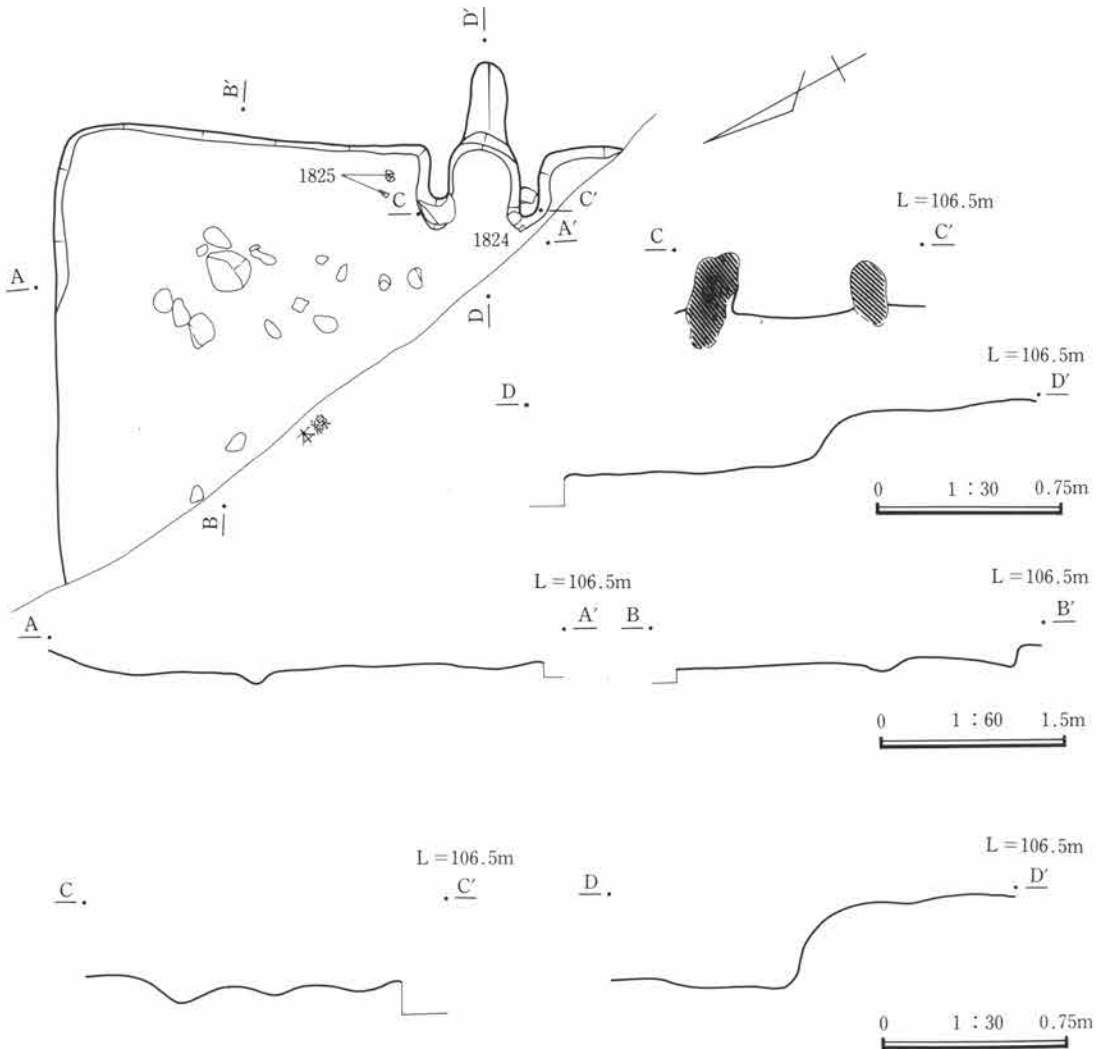 D′
B′
1825
C
C′
A′
1824
A
D
本線
B
L=106.5m
C
C′
L=106.5m
D
D′
0 1:30 0.75m
L=106.5m
A
A′
L=106.5m
B
B′
0 1:60 1.5m
L=106.5m
C
C′
L=106.5m
D
D′
0 1:30 0.75m